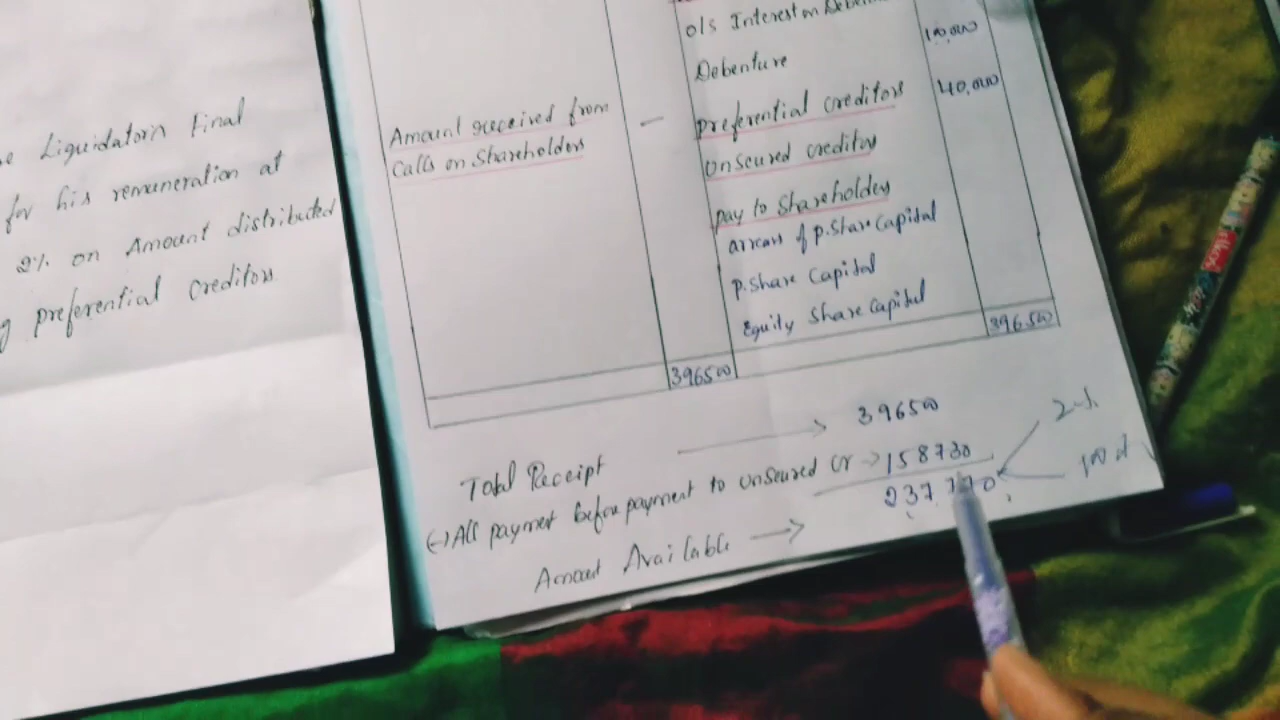 Liquidator's Final
for his remuneration at
2% on Amount distributed
preferential creditors
Amount received from
Calls on Shareholders
—
396500
o/s Interest on
Debenture
100,000
preferential creditors
40,000
unsecured creditors
pay to shareholders
arrears of p.share Capital
p.share Capital
Equity share Capital
396500
Total Receipt → 396500
(-) All payment before payment to unsecured cr → 158730
Amount Available → 237770
2%